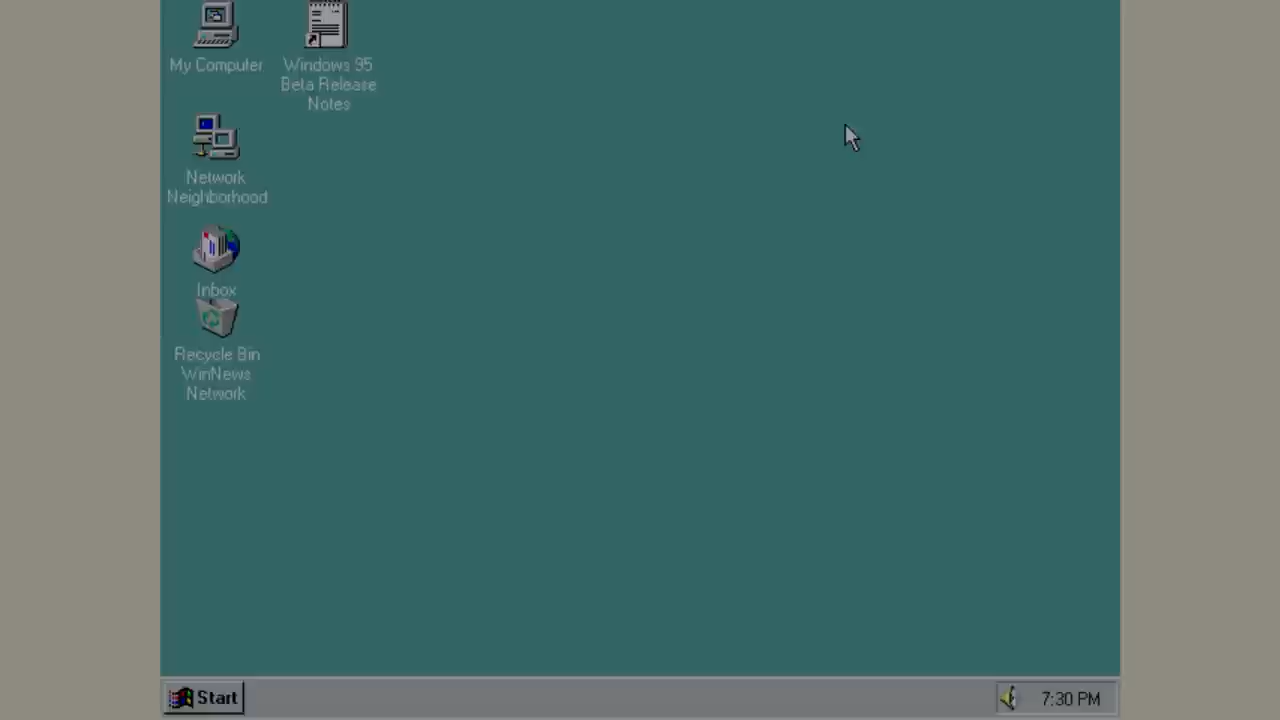 My Computer
Windows 95
Beta Release
Notes
Network
Neighborhood
Inbox
Recycle Bin
WinNews
Network
Start
7:30 PM